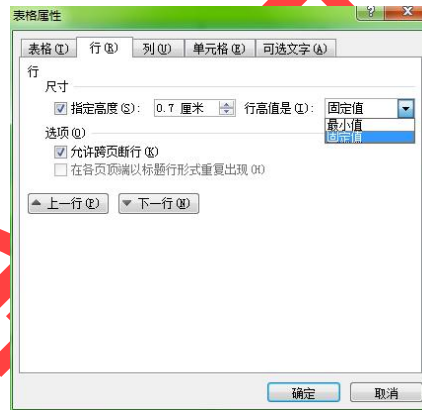 表格属性
表格(T) 行(R) 列(U) 单元格(E) 可选文字(A)
行
尺寸
指定高度(S): 0.7 厘米 行高值是(I): 固定值
最小值
固定值
选项(O)
允许跨页断行(K)
在各页顶端以标题行形式重复出现(H)
上一行(P) 下一行(N)
确定 取消